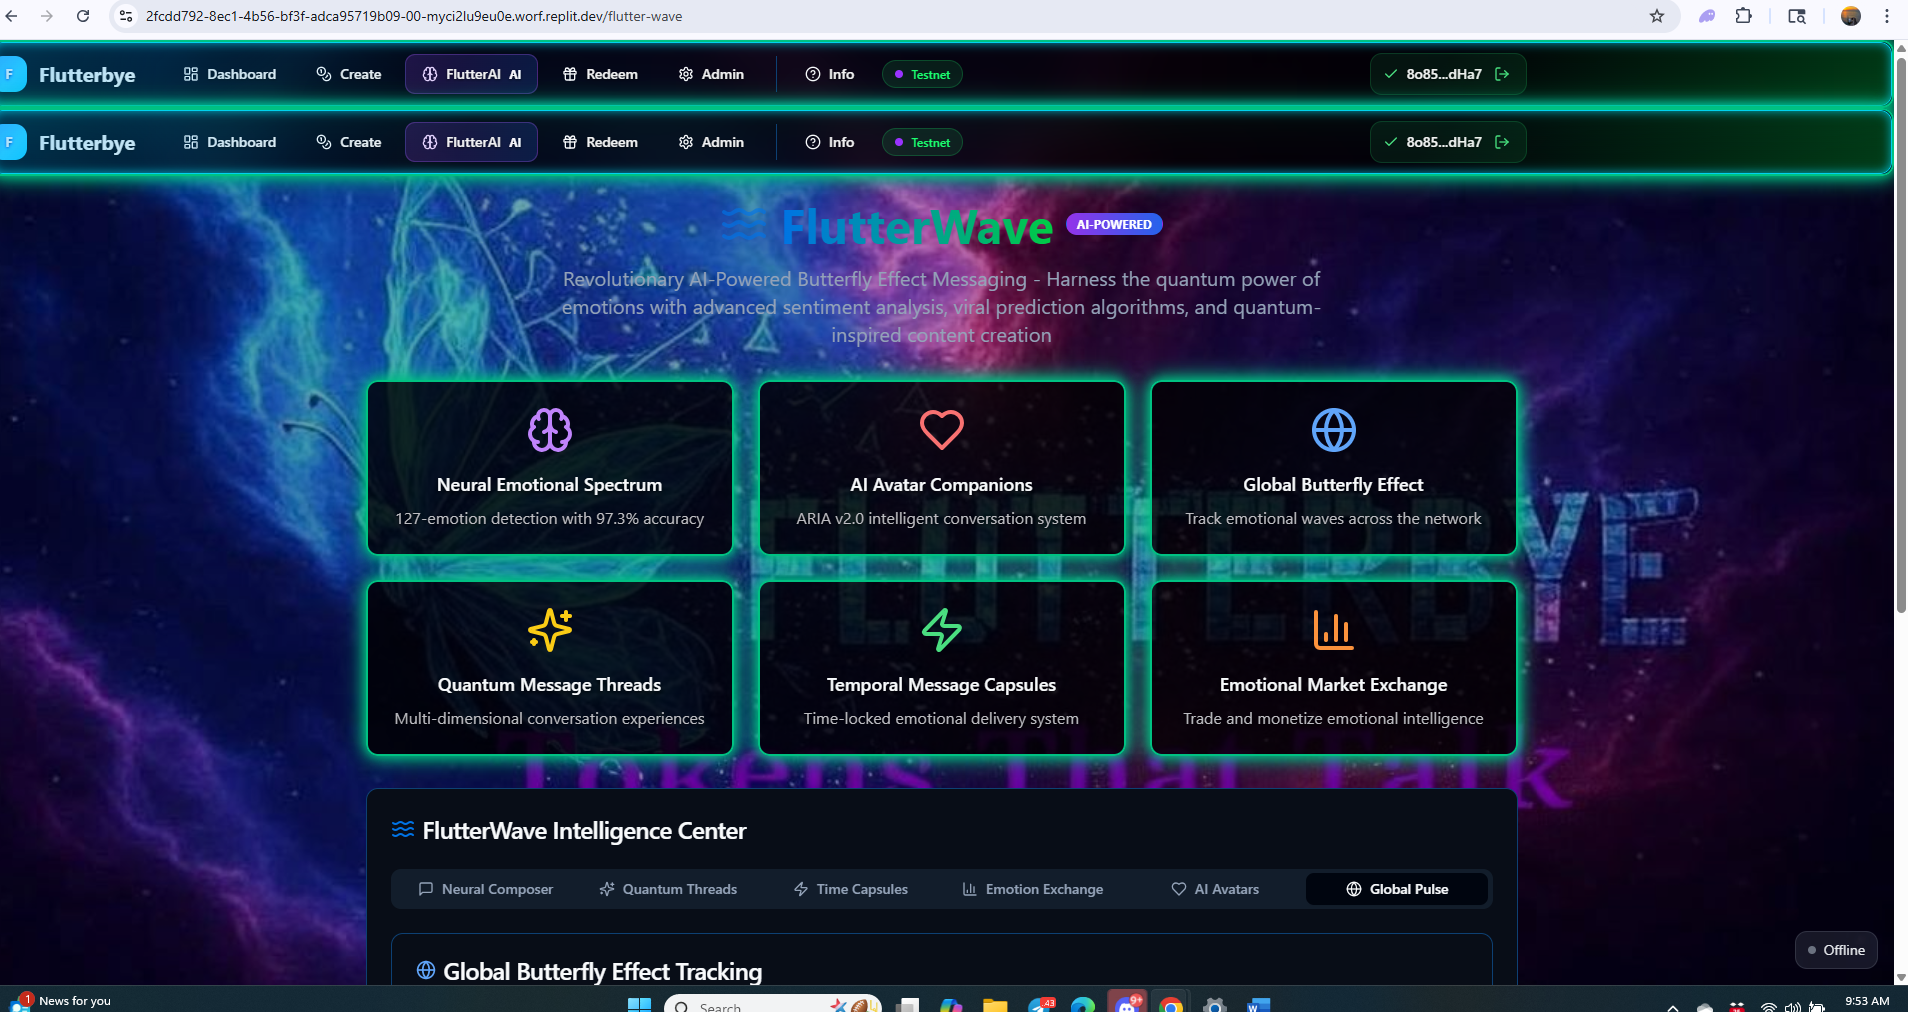 2fcdd792-8ec1-4b56-bf3f-adca95719b09-00-myci2lu9eu0e.worf.replit.dev/flutter-wave
F Flutterbye Dashboard Create FlutterAI AI Redeem Admin Info Testnet 8o85...dHa7
F Flutterbye Dashboard Create FlutterAI AI Redeem Admin Info Testnet 8o85...dHa7
FlutterWave AI-POWERED
Revolutionary AI-Powered Butterfly Effect Messaging - Harness the quantum power of
emotions with advanced sentiment analysis, viral prediction algorithms, and quantum-
inspired content creation
Neural Emotional Spectrum
127-emotion detection with 97.3% accuracy
AI Avatar Companions
ARIA v2.0 intelligent conversation system
Global Butterfly Effect
Track emotional waves across the network
FLUTTERBYE
Quantum Message Threads
Multi-dimensional conversation experiences
Temporal Message Capsules
Time-locked emotional delivery system
Emotional Market Exchange
Trade and monetize emotional intelligence
Tokens That Talk
FlutterWave Intelligence Center
Neural Composer Quantum Threads Time Capsules Emotion Exchange AI Avatars Global Pulse
Global Butterfly Effect Tracking
Offline
1 News for you
Search
.43
9+
W
9:53 AM